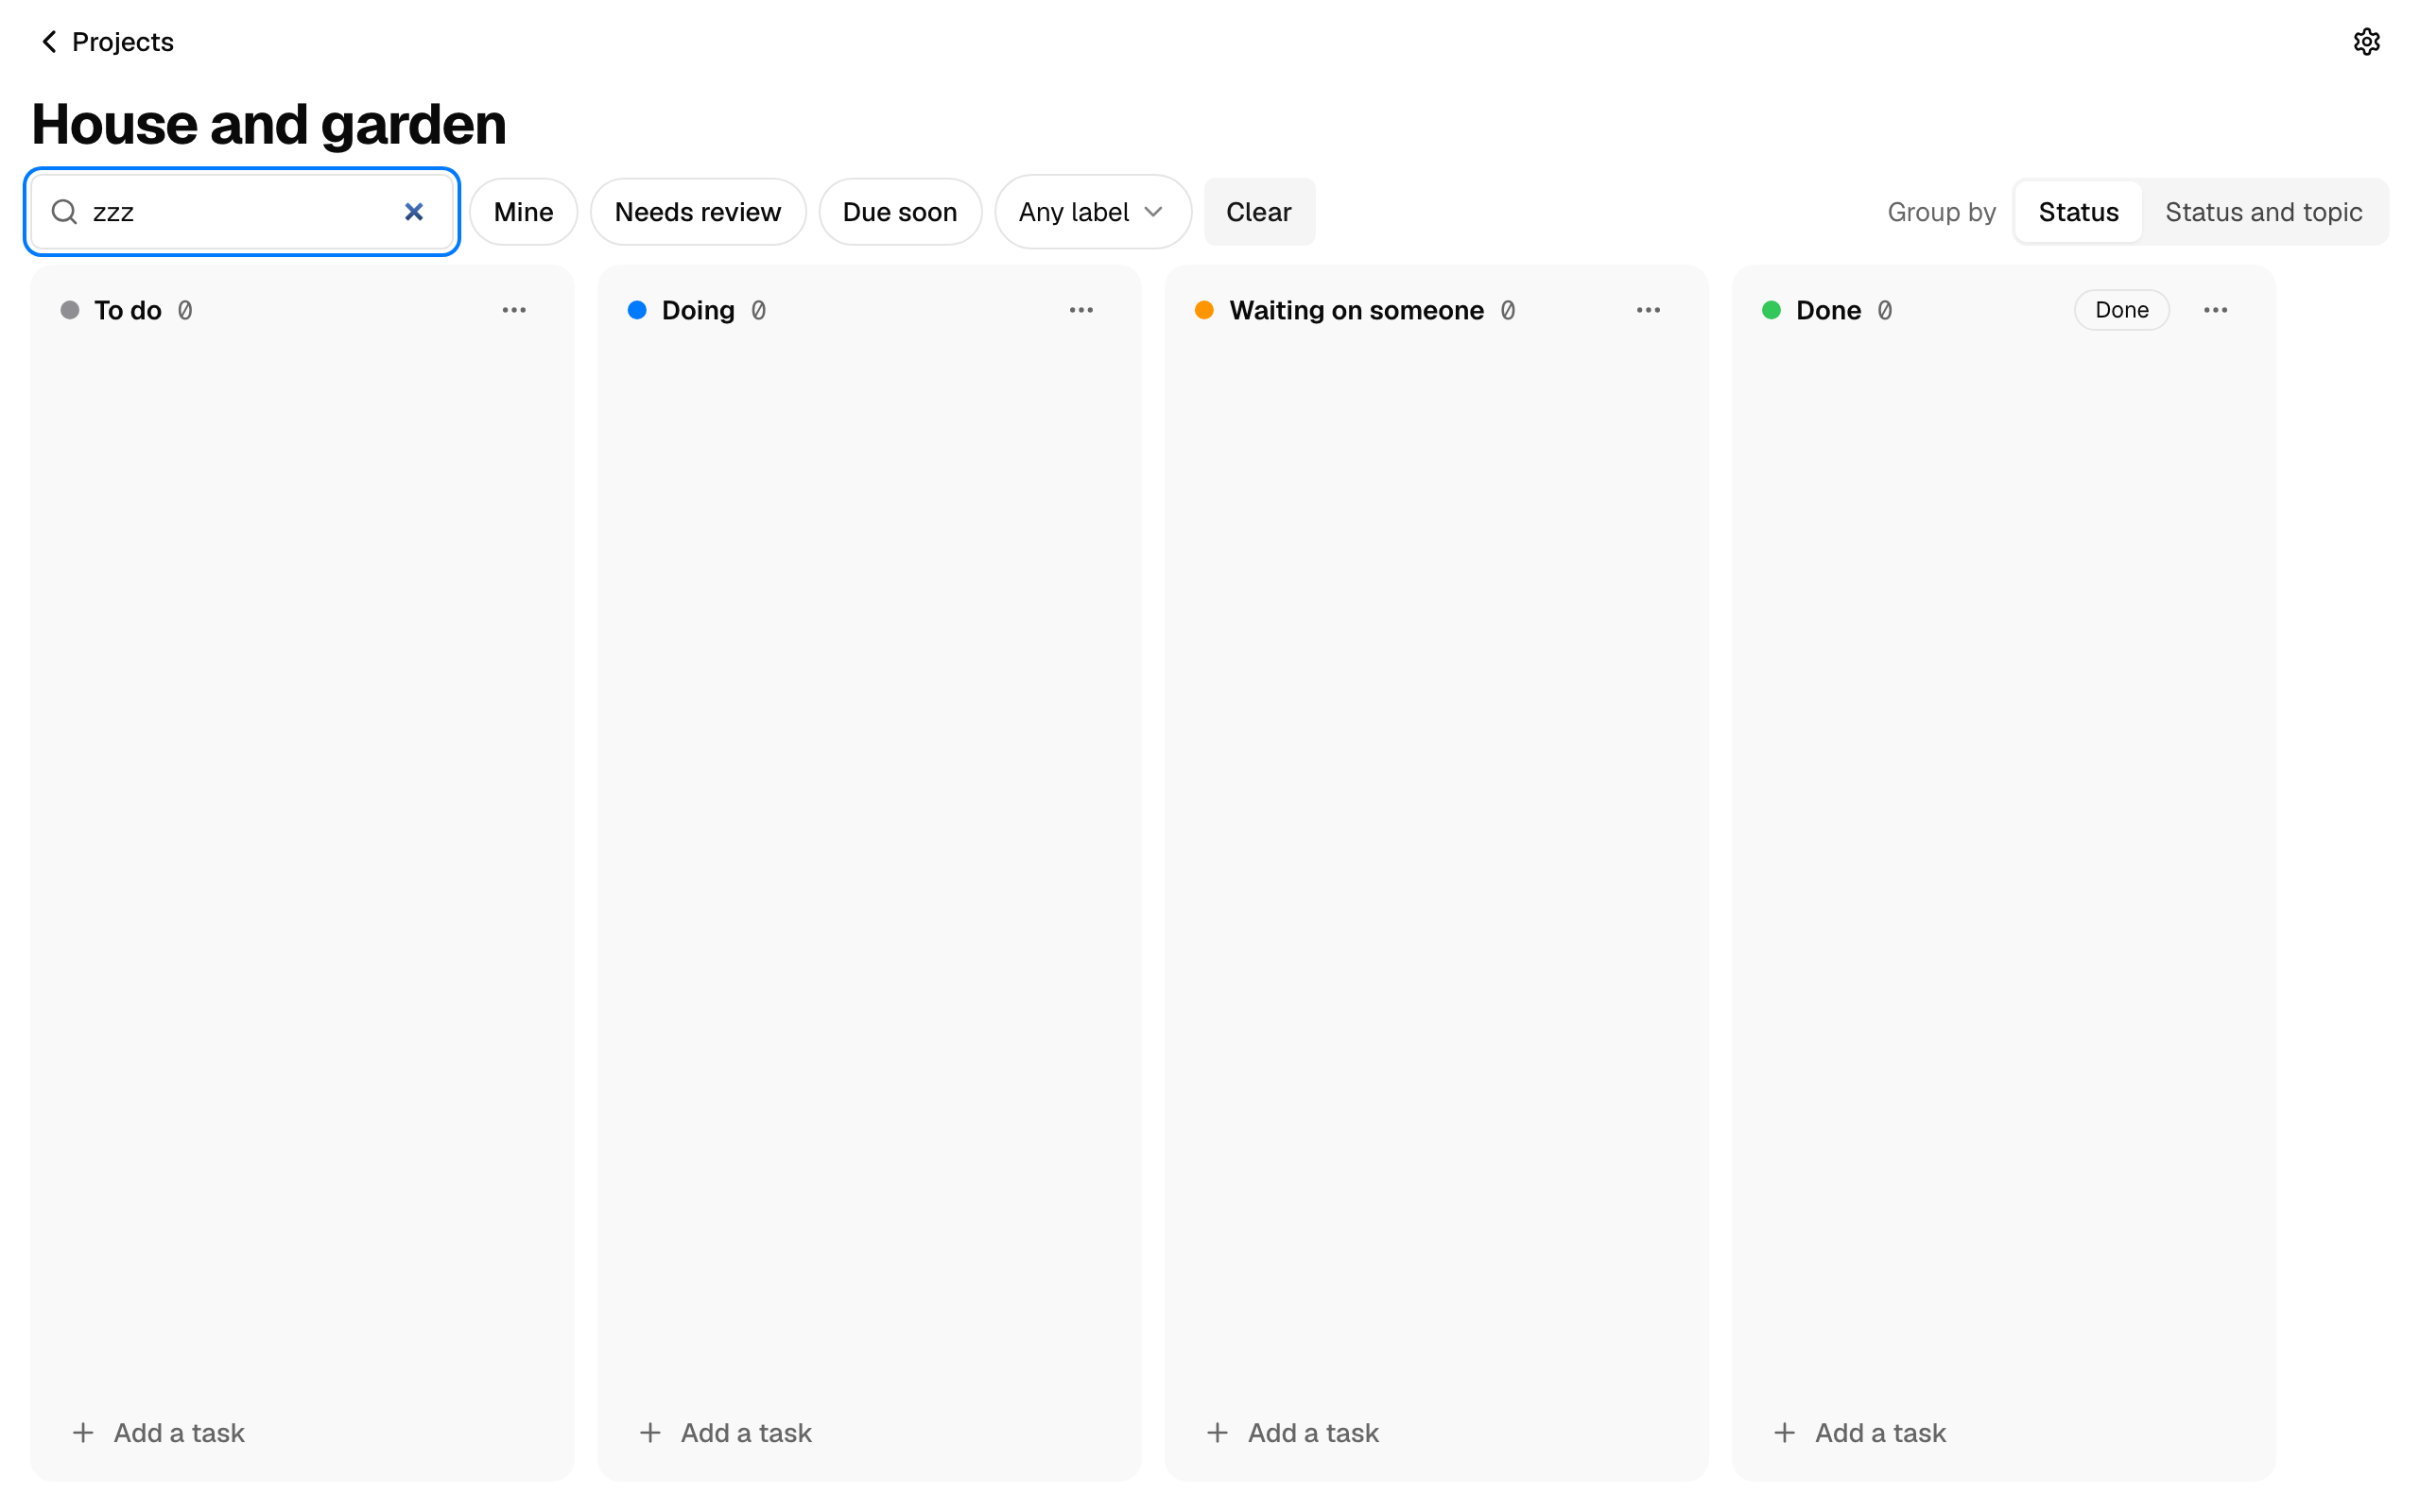 Projects
House and garden
zzz
Mine
Needs review
Due soon
Any label
Clear
Group by
Status
Status and topic
To do 0
Doing 0
Waiting on someone 0
Done 0
Done
Add a task
Add a task
Add a task
Add a task